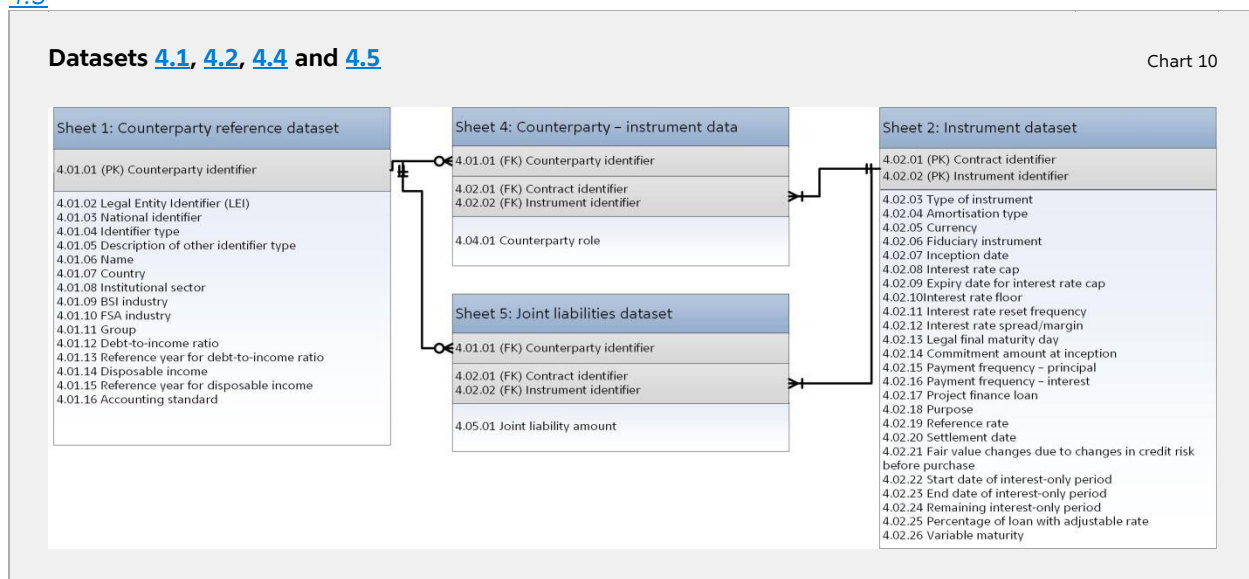 4.5
Datasets 4.1, 4.2, 4.4 and 4.5
Chart 10
Sheet 1: Counterparty reference dataset
4.01.01 (PK) Counterparty identifier
4.01.02 Legal Entity Identifier (LEI)
4.01.03 National identifier
4.01.04 Identifier type
4.01.05 Description of other identifier type
4.01.06 Name
4.01.07 Country
4.01.08 Institutional sector
4.01.09 BSI industry
4.01.10 FSA industry
4.01.11 Group
4.01.12 Debt-to-income ratio
4.01.13 Reference year for debt-to-income ratio
4.01.14 Disposable income
4.01.15 Reference year for disposable income
4.01.16 Accounting standard
Sheet 4: Counterparty – instrument data
4.01.01 (FK) Counterparty identifier
4.02.01 (FK) Contract identifier
4.02.02 (FK) Instrument identifier
4.04.01 Counterparty role
Sheet 5: Joint liabilities dataset
4.01.01 (FK) Counterparty identifier
4.02.01 (FK) Contract identifier
4.02.02 (FK) Instrument identifier
4.05.01 Joint liability amount
Sheet 2: Instrument dataset
4.02.01 (PK) Contract identifier
4.02.02 (PK) Instrument identifier
4.02.03 Type of instrument
4.02.04 Amortisation type
4.02.05 Currency
4.02.06 Fiduciary instrument
4.02.07 Inception date
4.02.08 Interest rate cap
4.02.09 Expiry date for interest rate cap
4.02.10Interest rate floor
4.02.11 Interest rate reset frequency
4.02.12 Interest rate spread/margin
4.02.13 Legal final maturity day
4.02.14 Commitment amount at inception
4.02.15 Payment frequency – principal
4.02.16 Payment frequency – interest
4.02.17 Project finance loan
4.02.18 Purpose
4.02.19 Reference rate
4.02.20 Settlement date
4.02.21 Fair value changes due to changes in credit risk
before purchase
4.02.22 Start date of interest-only period
4.02.23 End date of interest-only period
4.02.24 Remaining interest-only period
4.02.25 Percentage of loan with adjustable rate
4.02.26 Variable maturity